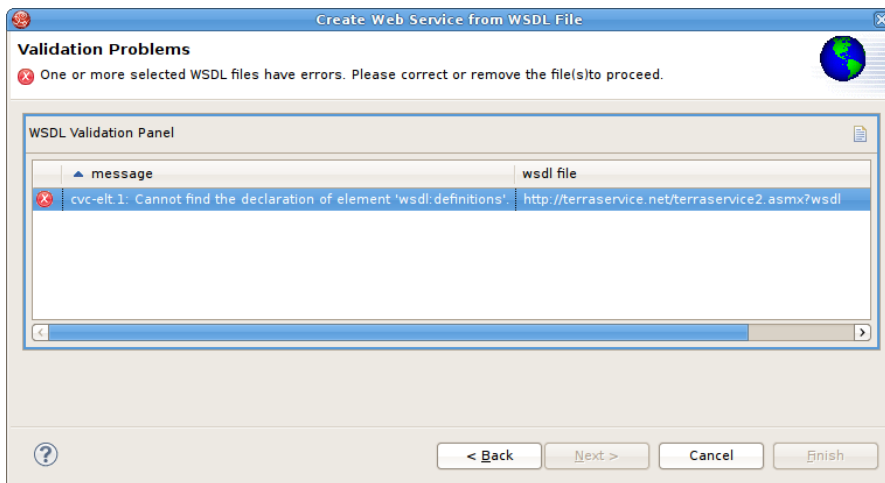 Create Web Service from WSDL File
Validation Problems
One or more selected WSDL files have errors. Please correct or remove the file(s)to proceed.
WSDL Validation Panel
message wsdl file
cvc-elt.1: Cannot find the declaration of element 'wsdl:definitions'. http://terraservice.net/terraservice2.asmx?wsdl
< Back Next > Cancel Finish